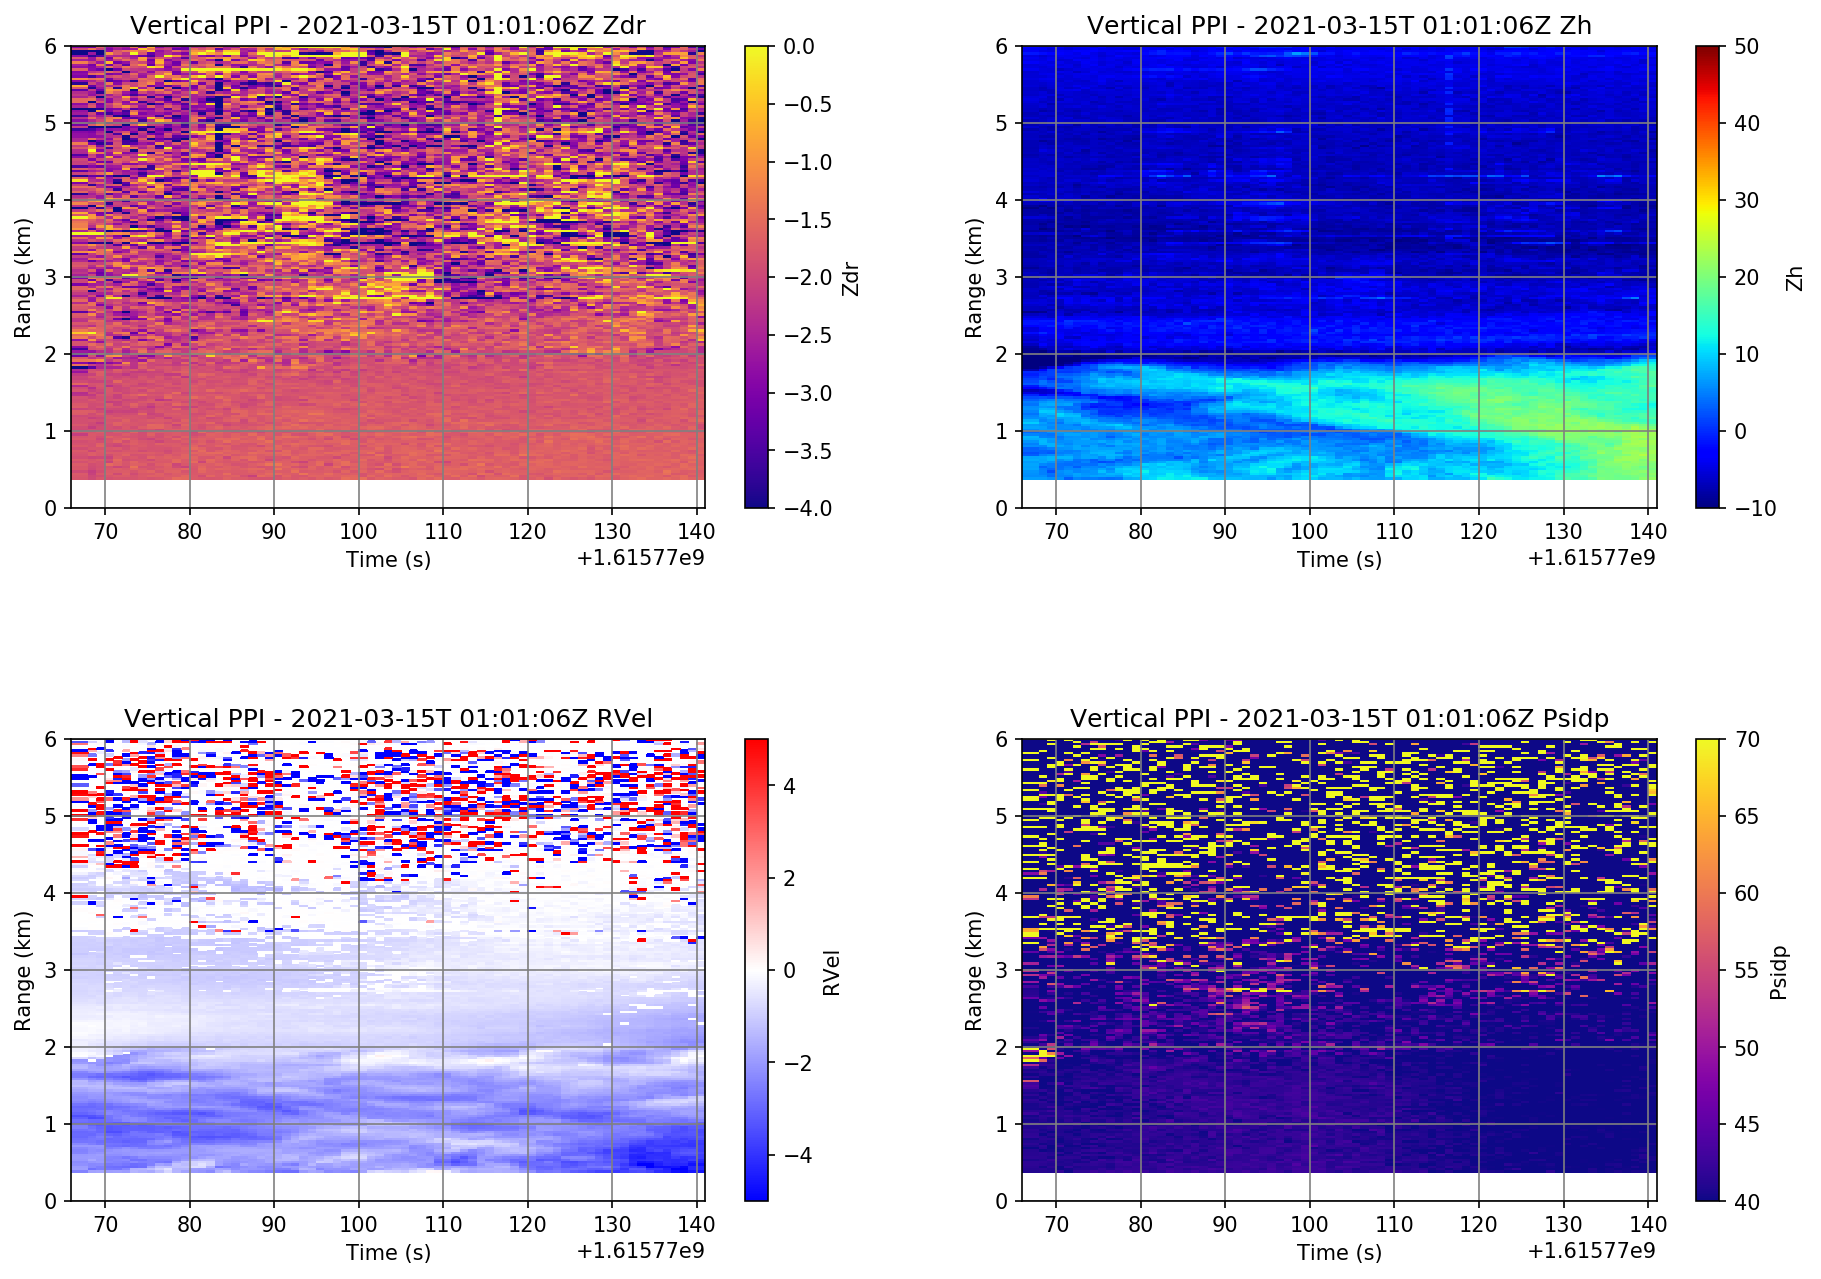 Vertical PPI - 2021-03-15T 01:01:06Z Zdr
6
5
4
3
2
1
0
Range (km)
70 80 90 100 110 120 130 140
Time (s)
+1.61577e9
0.0
−0.5
−1.0
−1.5
−2.0
−2.5
−3.0
−3.5
−4.0
Zdr
Vertical PPI - 2021-03-15T 01:01:06Z Zh
6
5
4
3
2
1
0
Range (km)
70 80 90 100 110 120 130 140
Time (s)
+1.61577e9
50
40
30
20
10
0
−10
Zh
Vertical PPI - 2021-03-15T 01:01:06Z RVel
6
5
4
3
2
1
0
Range (km)
70 80 90 100 110 120 130 140
Time (s)
+1.61577e9
4
2
0
−2
−4
RVel
Vertical PPI - 2021-03-15T 01:01:06Z Psidp
6
5
4
3
2
1
0
Range (km)
70 80 90 100 110 120 130 140
Time (s)
+1.61577e9
70
65
60
55
50
45
40
Psidp